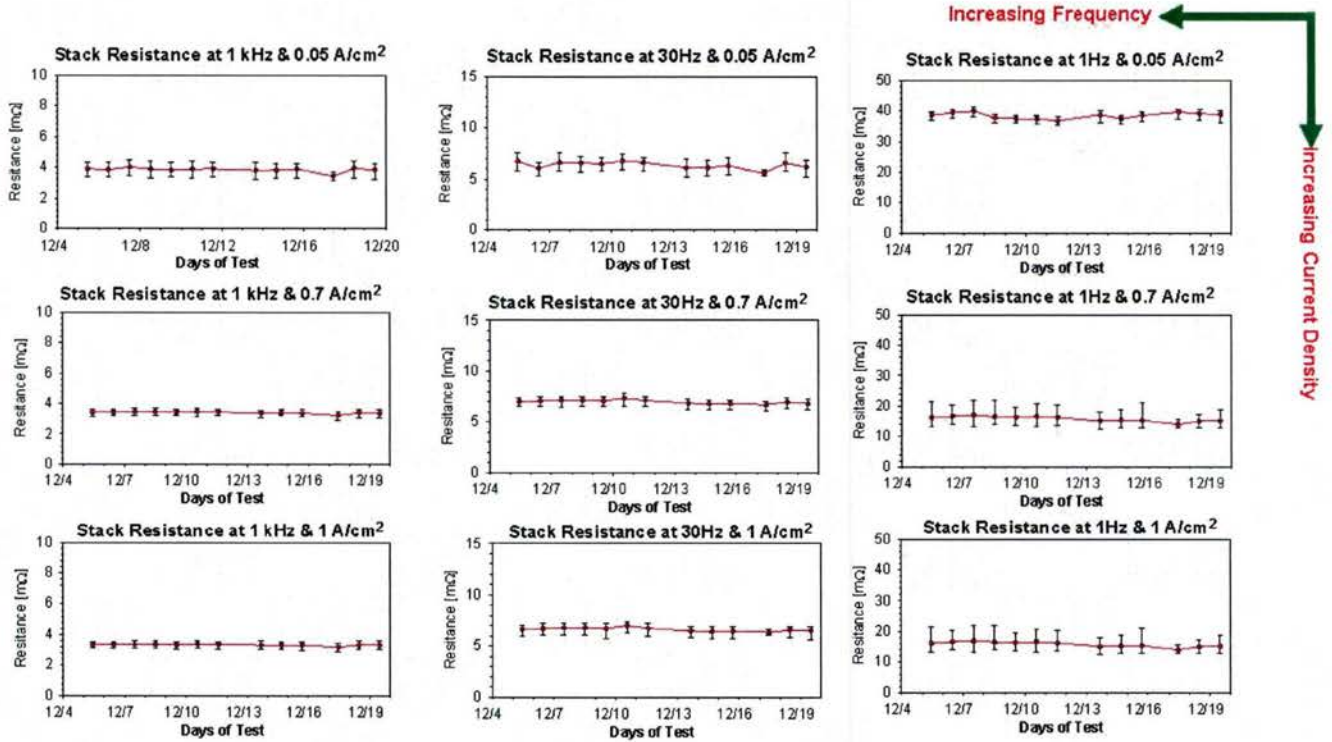 Increasing Frequency
Increasing Current Density
Stack Resistance at 1 kHz & 0.05 A/cm²
Resitance [mΩ]
10
8
6
4
2
0
12/4 12/8 12/12 12/16 12/20
Days of Test
Stack Resistance at 30Hz & 0.05 A/cm²
Resitance [mΩ]
15
10
5
0
12/4 12/7 12/10 12/13 12/16 12/19
Days of Test
Stack Resistance at 1Hz & 0.05 A/cm²
Resitance [mΩ]
50
40
30
20
10
0
12/4 12/7 12/10 12/13 12/16 12/19
Days of Test
Stack Resistance at 1 kHz & 0.7 A/cm²
Resitance [mΩ]
10
8
6
4
2
0
12/4 12/7 12/10 12/13 12/16 12/19
Days of Test
Stack Resistance at 30Hz & 0.7 A/cm²
Resitance [mΩ]
15
10
5
0
12/4 12/7 12/10 12/13 12/16 12/19
Days of Test
Stack Resistance at 1Hz & 0.7 A/cm²
Resitance [mΩ]
50
40
30
20
10
0
12/4 12/7 12/10 12/13 12/16 12/19
Days of Test
Stack Resistance at 1 kHz & 1 A/cm²
Resitance [mΩ]
10
8
6
4
2
0
12/4 12/7 12/10 12/13 12/16 12/19
Days of Test
Stack Resistance at 30Hz & 1 A/cm²
Resitance [mΩ]
15
10
5
0
12/4 12/7 12/10 12/13 12/16 12/19
Days of Test
Stack Resistance at 1Hz & 1 A/cm²
Resitance [mΩ]
50
40
30
20
10
0
12/4 12/7 12/10 12/13 12/16 12/19
Days of Test